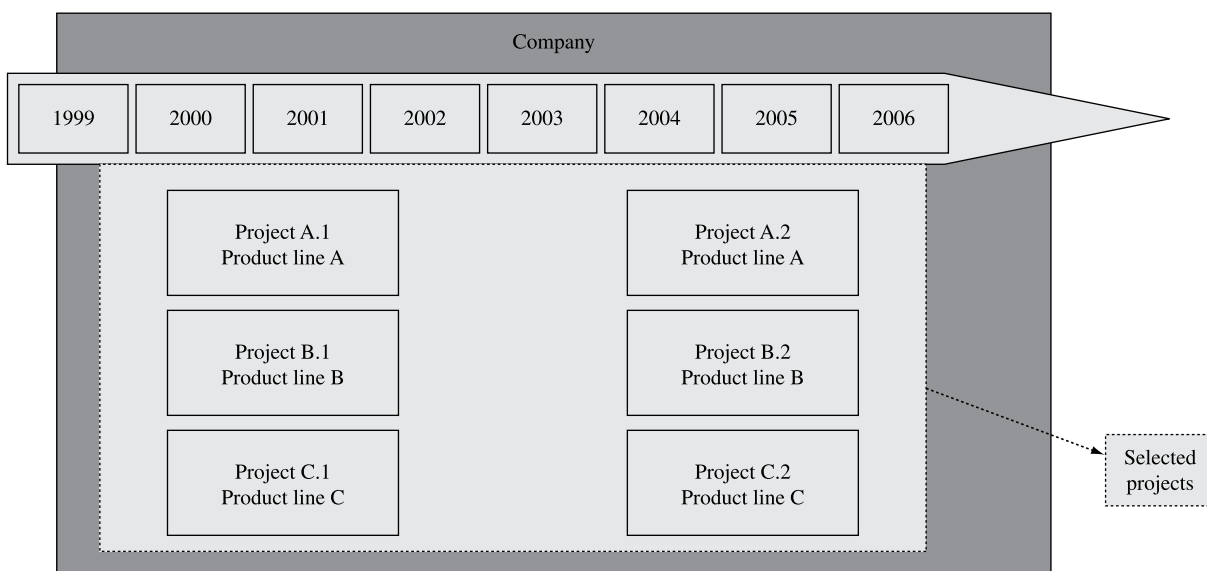 Company
1999 2000 2001 2002 2003 2004 2005 2006
Project A.1
Product line A
Project A.2
Product line A
Project B.1
Product line B
Project B.2
Product line B
Project C.1
Product line C
Project C.2
Product line C
Selected
projects